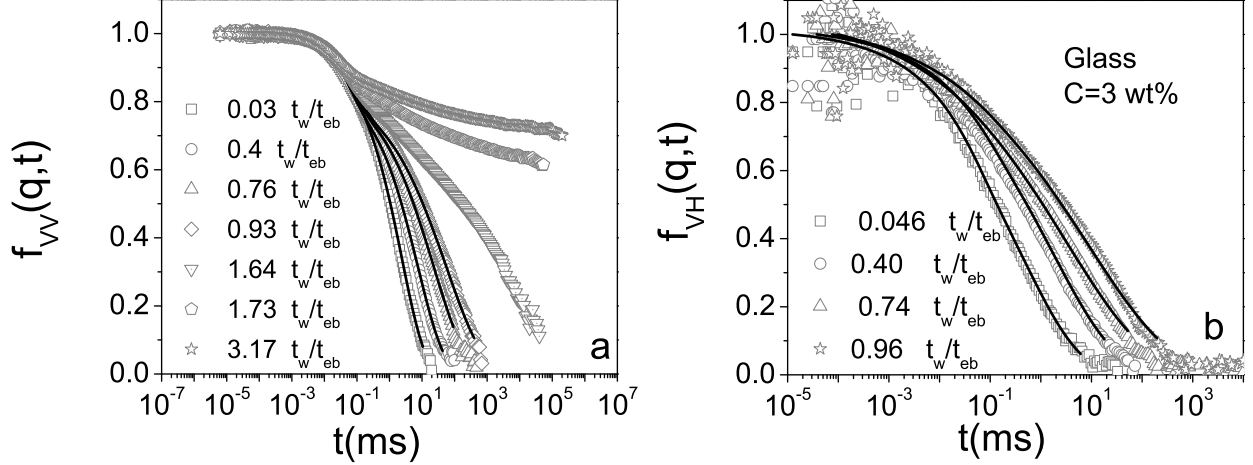 1.0
0.8
0.6
0.4
0.2
0.0
f_VV(q,t)
0.03 t_w/t_eb
0.4 t_w/t_eb
0.76 t_w/t_eb
0.93 t_w/t_eb
1.64 t_w/t_eb
1.73 t_w/t_eb
3.17 t_w/t_eb
a
10^-7 10^-5 10^-3 10^-1 10^1 10^3 10^5 10^7
t(ms)
1.0
0.8
0.6
0.4
0.2
0.0
f_VH(q,t)
Glass
C=3 wt%
0.046 t_w/t_eb
0.40 t_w/t_eb
0.74 t_w/t_eb
0.96 t_w/t_eb
b
10^-5 10^-3 10^-1 10^1 10^3
t(ms)